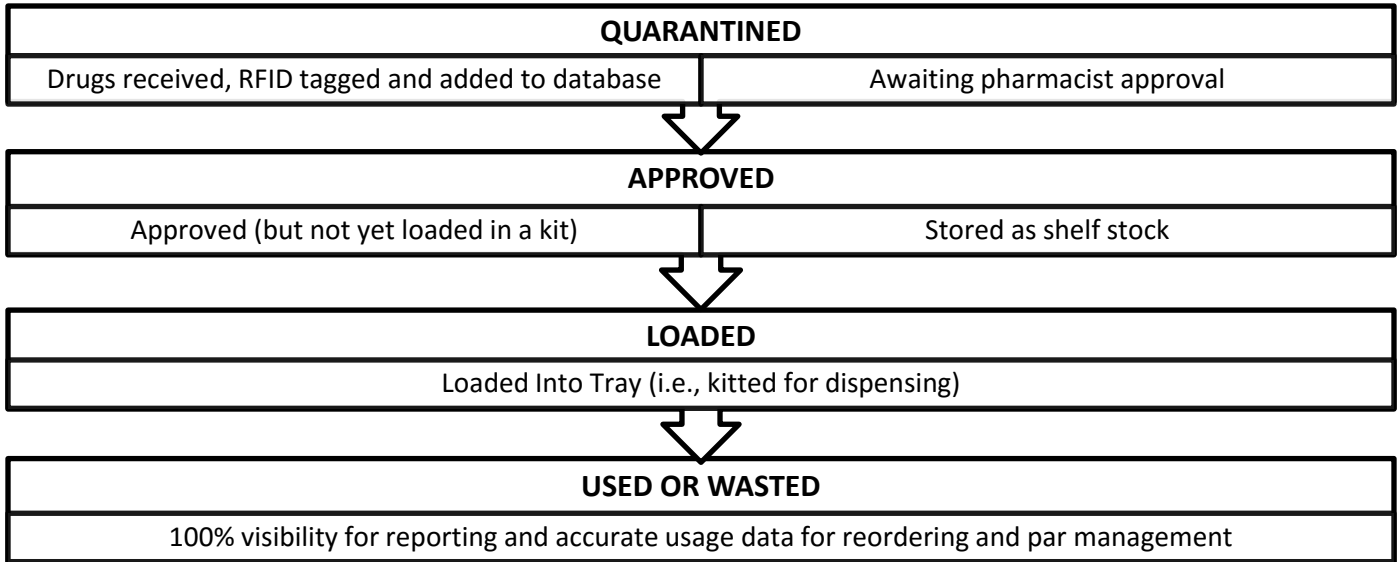 QUARANTINED
Drugs received, RFID tagged and added to database
Awaiting pharmacist approval
APPROVED
Approved (but not yet loaded in a kit)
Stored as shelf stock
LOADED
Loaded Into Tray (i.e., kitted for dispensing)
USED OR WASTED
100% visibility for reporting and accurate usage data for reordering and par management